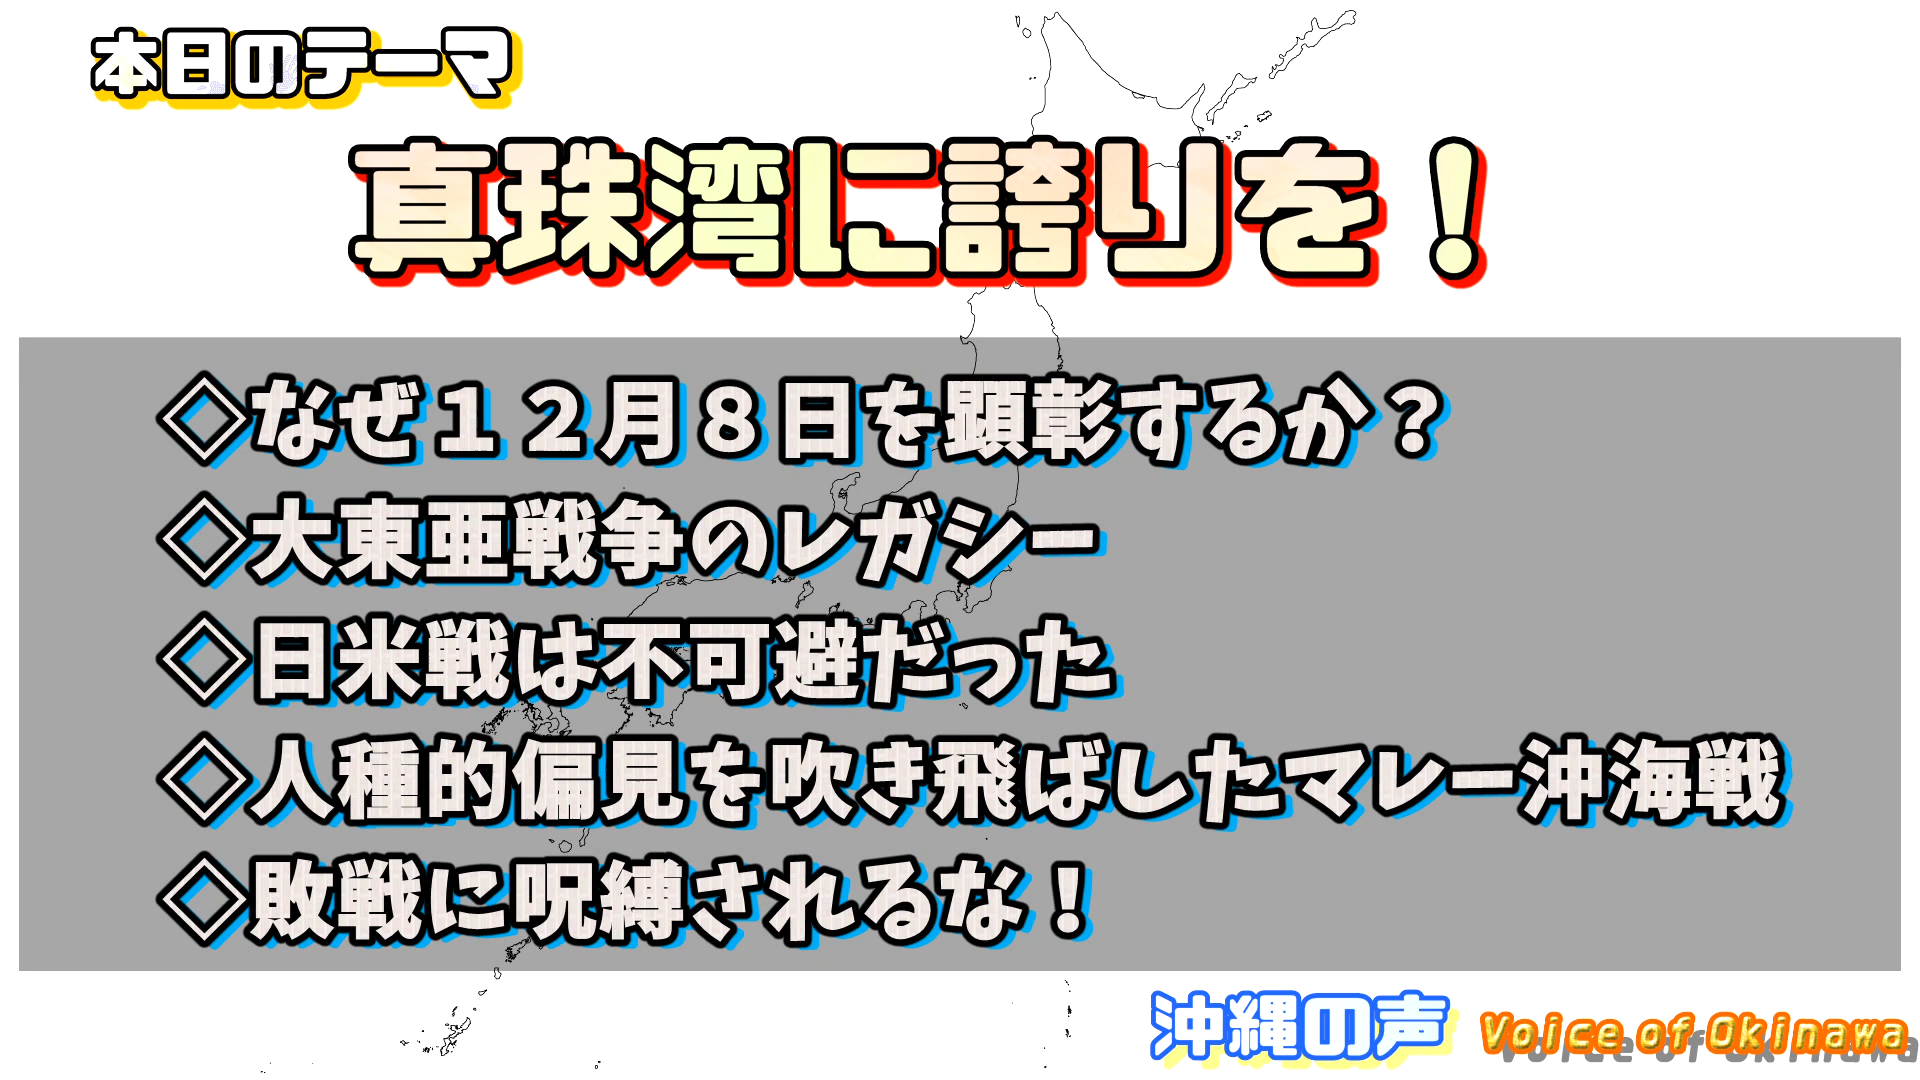 本日のテーマ
真珠湾に誇りを！
◇なぜ１２月８日を顕彰するか？
◇大東亜戦争のレガシー
◇日米戦は不可避だった
◇人種的偏見を吹き飛ばしたマレー沖海戦
◇敗戦に呪縛されるな！
沖縄の声 Voice of Okinawa